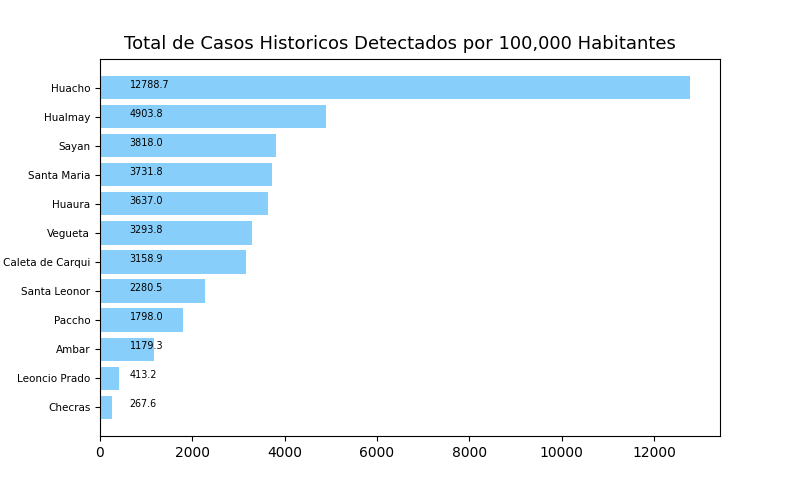 Total de Casos Historicos Detectados por 100,000 Habitantes
Huacho 12788.7
Hualmay 4903.8
Sayan 3818.0
Santa Maria 3731.8
Huaura 3637.0
Vegueta 3293.8
Caleta de Carqui 3158.9
Santa Leonor 2280.5
Paccho 1798.0
Ambar 1179.3
Leoncio Prado 413.2
Checras 267.6
0 2000 4000 6000 8000 10000 12000